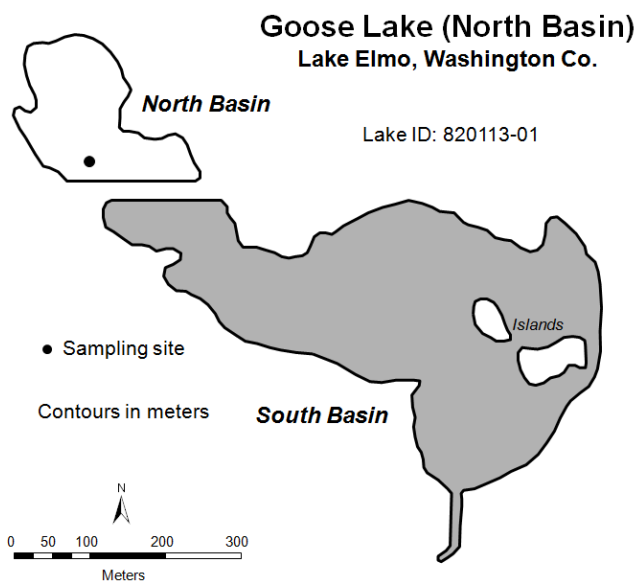 Goose Lake (North Basin)
Lake Elmo, Washington Co.
North Basin
Lake ID: 820113-01
Islands
Sampling site
Contours in meters
South Basin
N
0 50 100 200 300
Meters